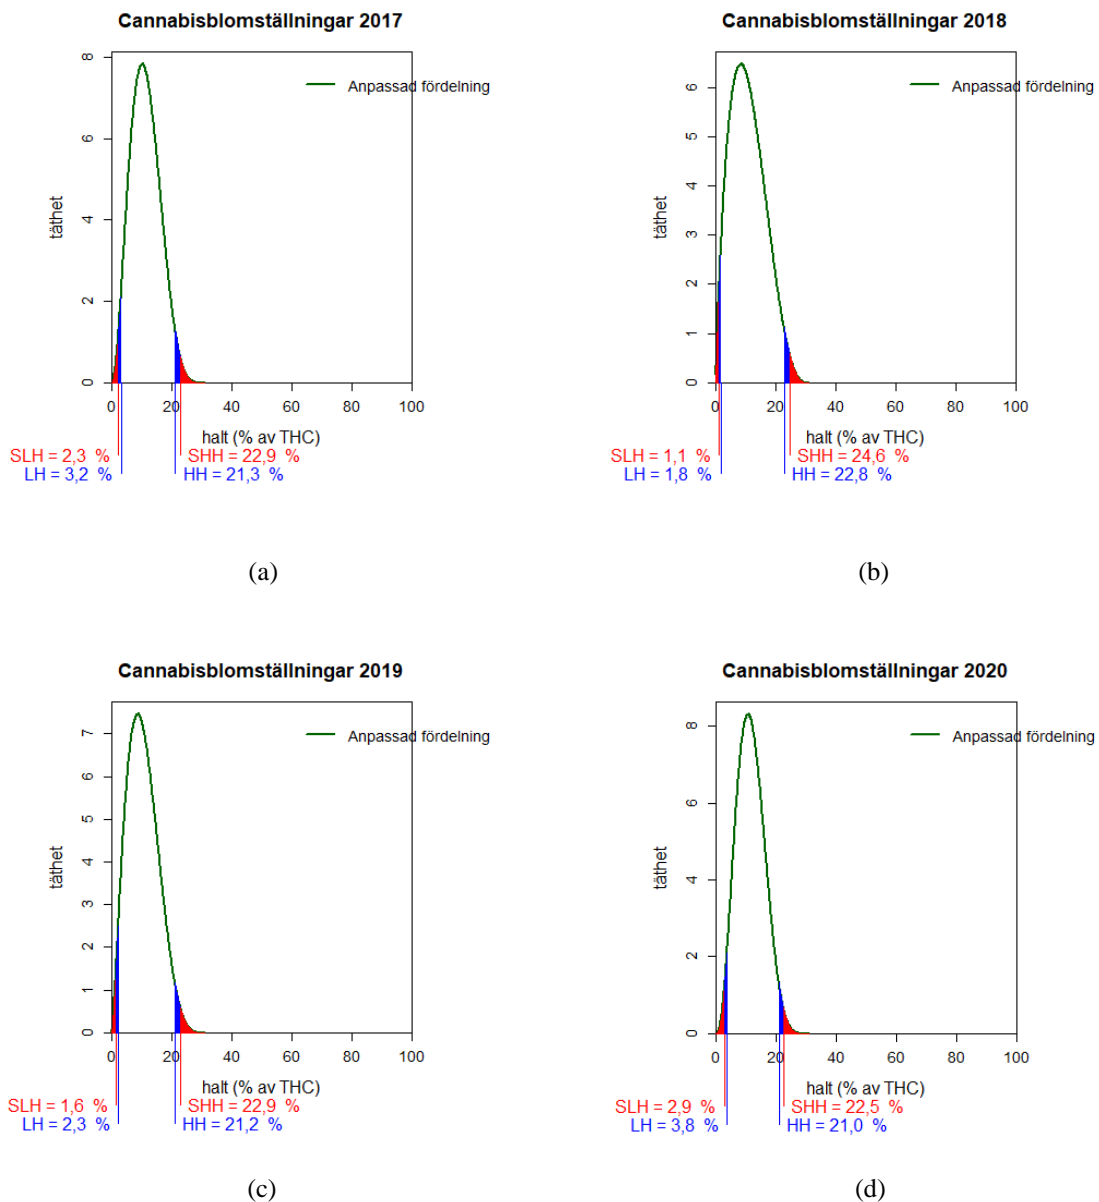 Cannabisblomställningar 2017
Anpassad fördelning
täthet
0
2
4
6
8
0 20 40 60 80 100
halt (% av THC)
SLH = 2,3 %
SHH = 22,9 %
LH = 3,2 %
HH = 21,3 %
(a)
Cannabisblomställningar 2018
Anpassad fördelning
täthet
0
1
2
3
4
5
6
0 20 40 60 80 100
halt (% av THC)
SLH = 1,1 %
SHH = 24,6 %
LH = 1,8 %
HH = 22,8 %
(b)
Cannabisblomställningar 2019
Anpassad fördelning
täthet
0
1
2
3
4
5
6
7
0 20 40 60 80 100
halt (% av THC)
SLH = 1,6 %
SHH = 22,9 %
LH = 2,3 %
HH = 21,2 %
(c)
Cannabisblomställningar 2020
Anpassad fördelning
täthet
0
2
4
6
8
0 20 40 60 80 100
halt (% av THC)
SLH = 2,9 %
SHH = 22,5 %
LH = 3,8 %
HH = 21,0 %
(d)